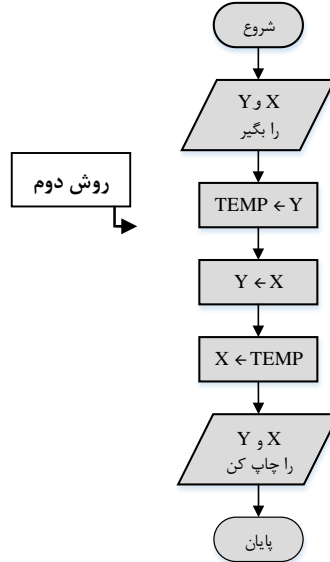 شروع
X و Y
را بگیر
روش دوم
TEMP ← Y
Y ← X
X ← TEMP
X و Y
را چاپ کن
پایان